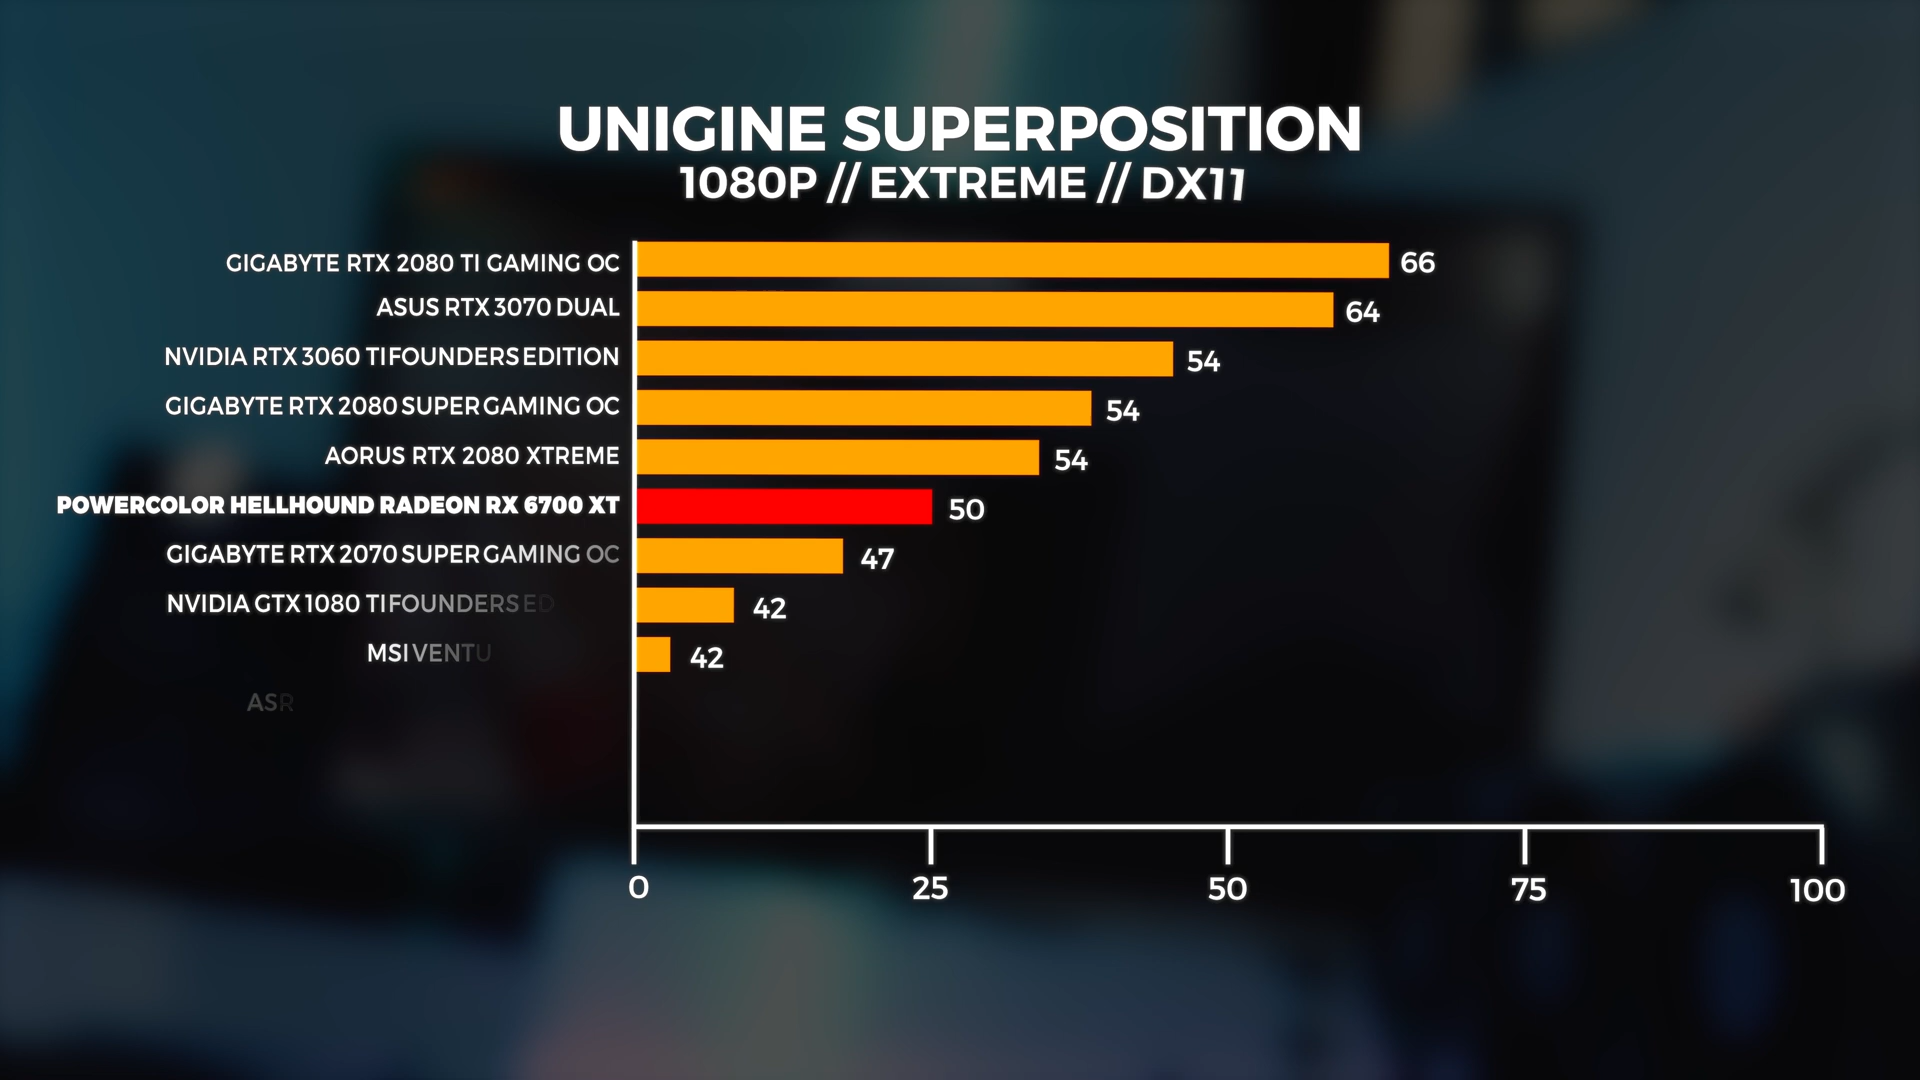 UNIGINE SUPERPOSITION
1080P // EXTREME // DX11
GIGABYTE RTX 2080 TI GAMING OC 66
ASUS RTX 3070 DUAL 64
NVIDIA RTX 3060 TI FOUNDERS EDITION 54
GIGABYTE RTX 2080 SUPER GAMING OC 54
AORUS RTX 2080 XTREME 54
POWERCOLOR HELLHOUND RADEON RX 6700 XT 50
GIGABYTE RTX 2070 SUPER GAMING OC 47
NVIDIA GTX 1080 TI FOUNDERS ED 42
MSI VENTU 42
ASR
0 25 50 75 100